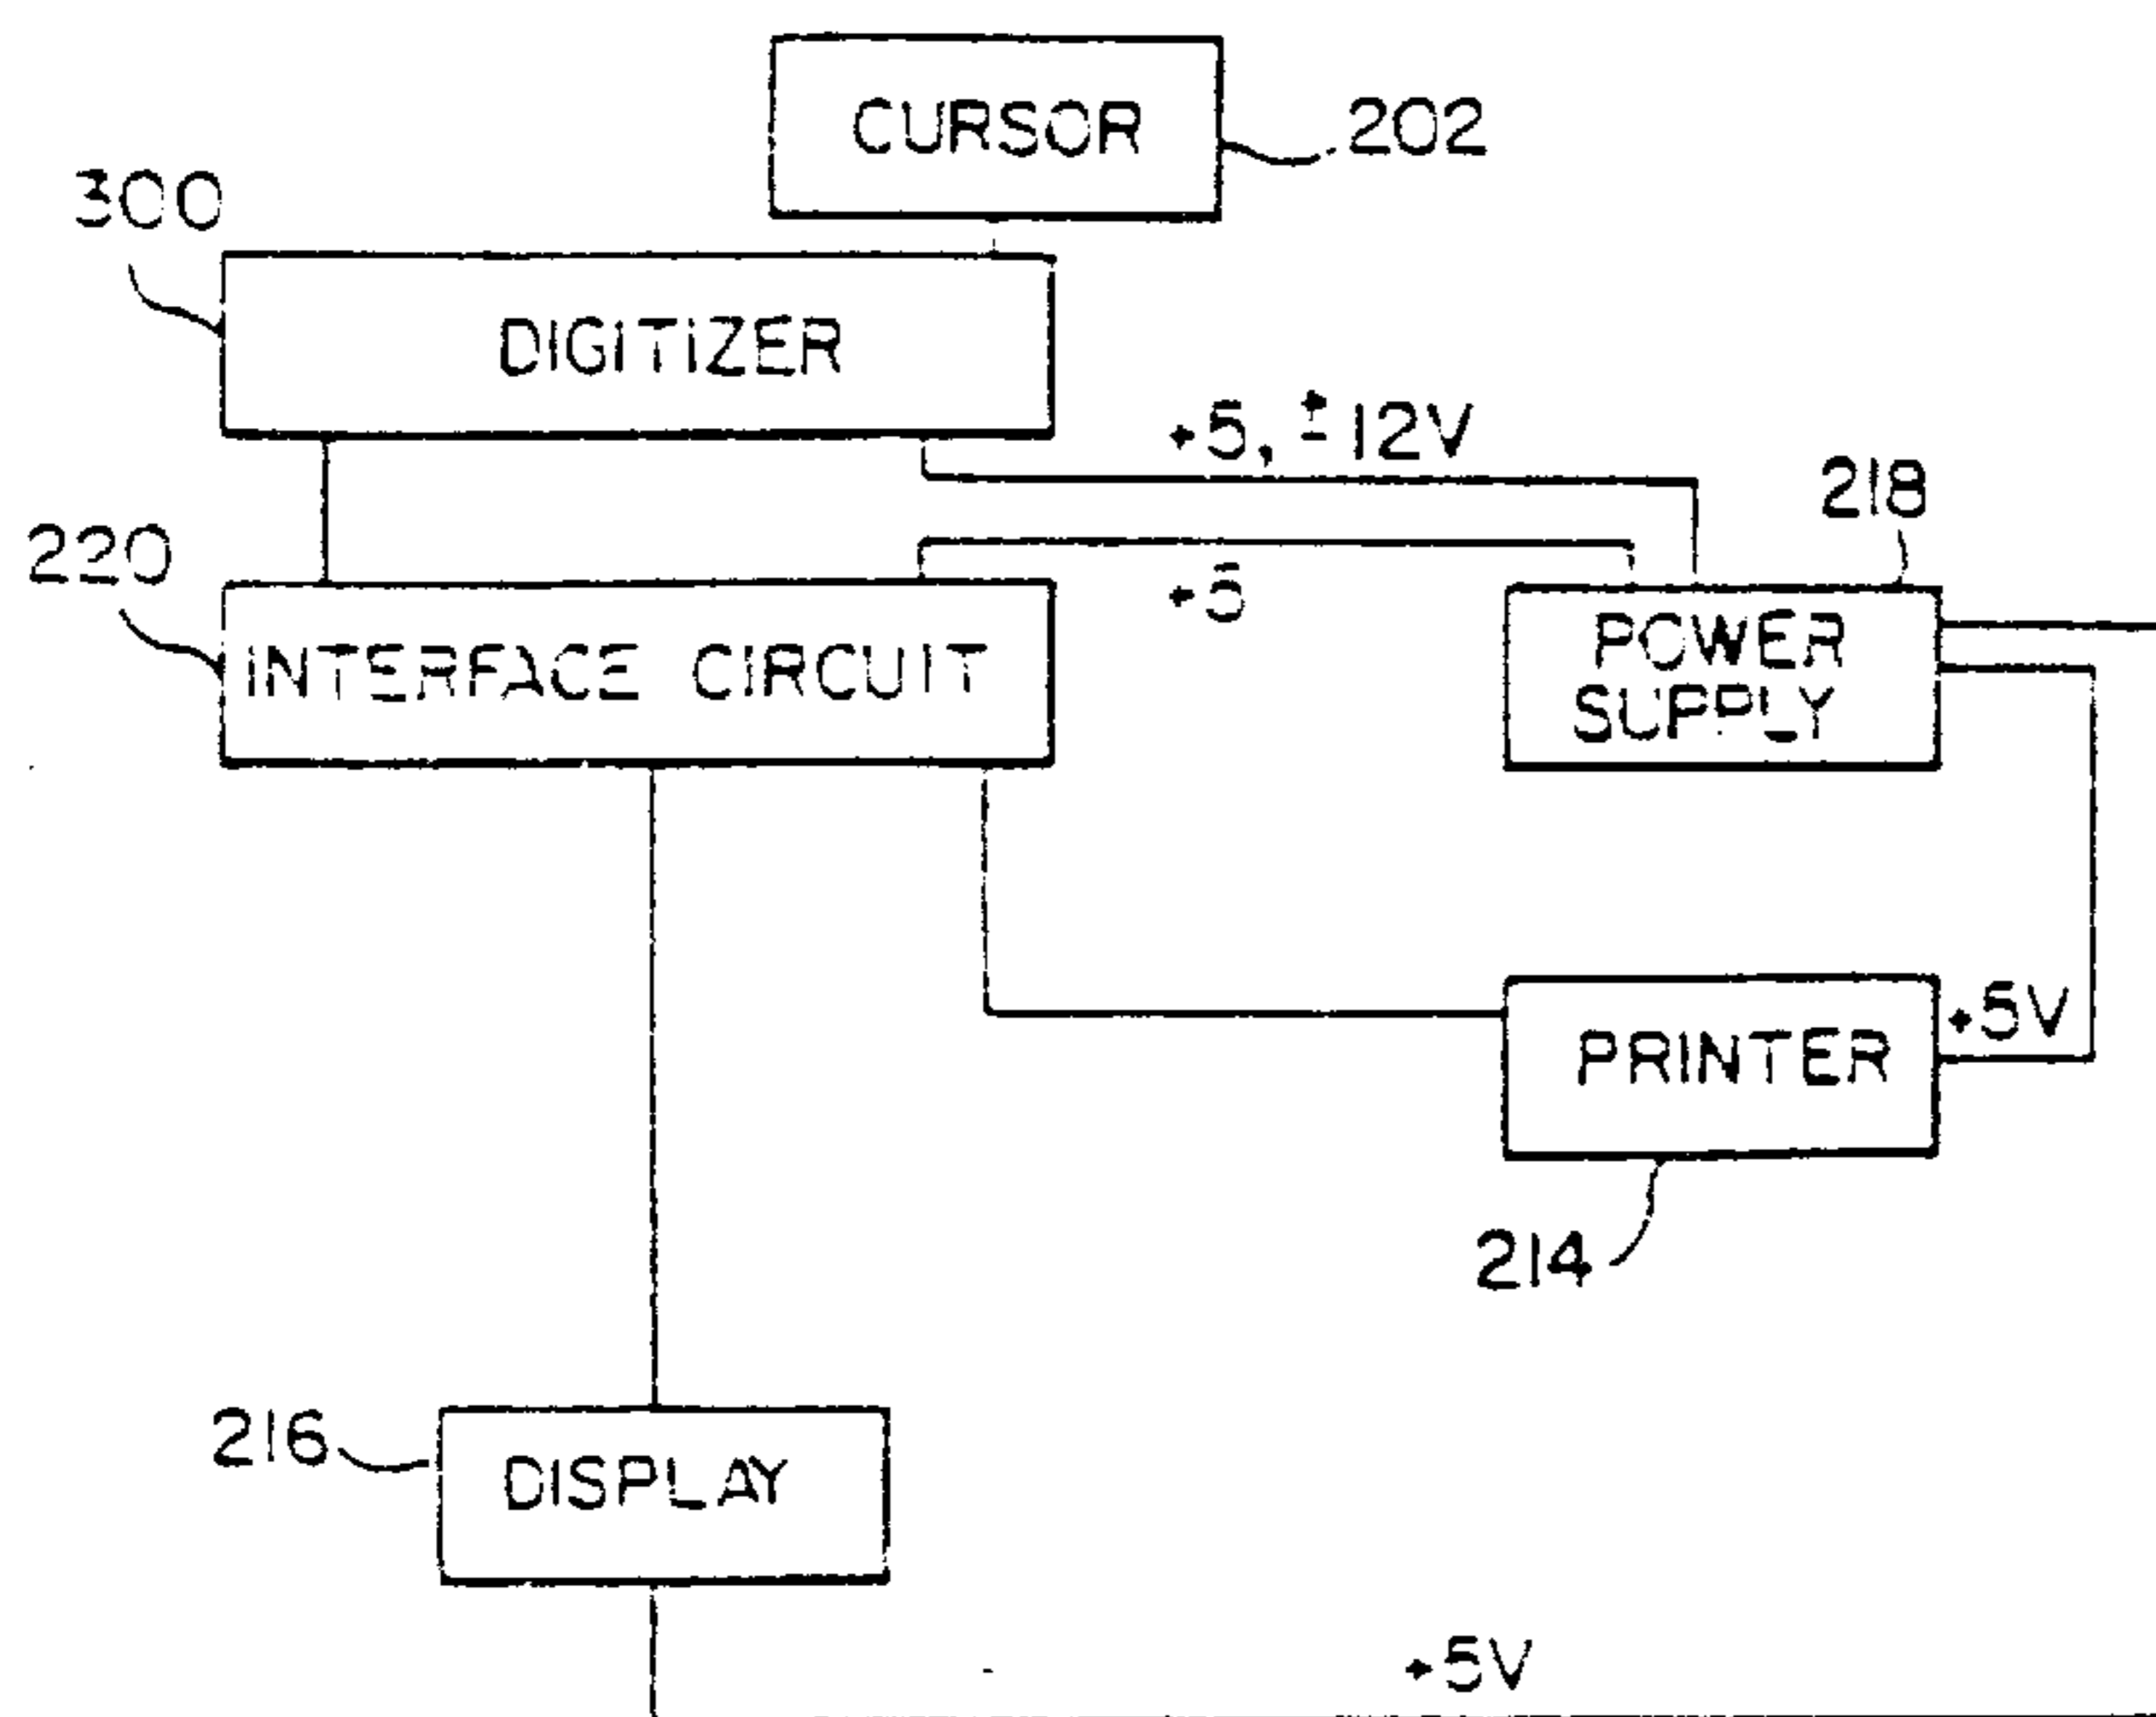 CURSOR
202
300
DIGITIZER
+5, ±12V
218
220
+5
INTERFACE CIRCUIT
POWER
SUPPLY
+5V
PRINTER
214
216
DISPLAY
+5V